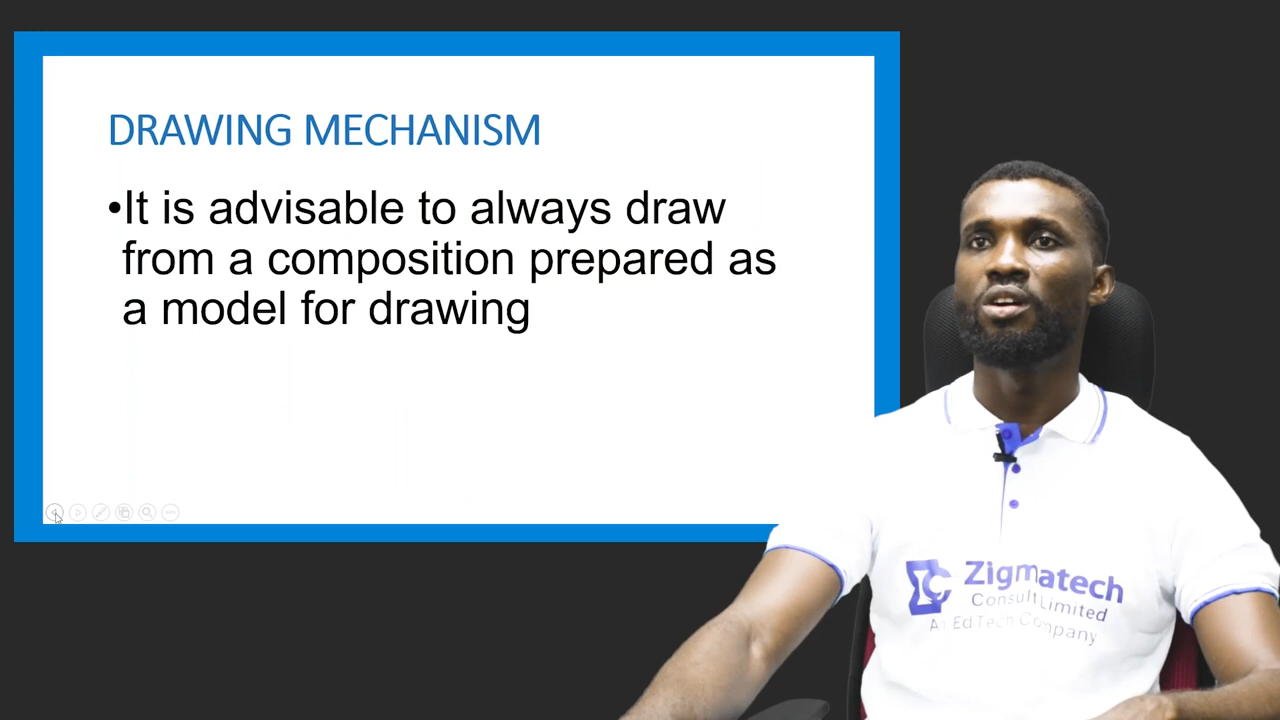 DRAWING MECHANISM
•It is advisable to always draw
from a composition prepared as
a model for drawing
Zigmatech
Consult Limited
An EdTech Company